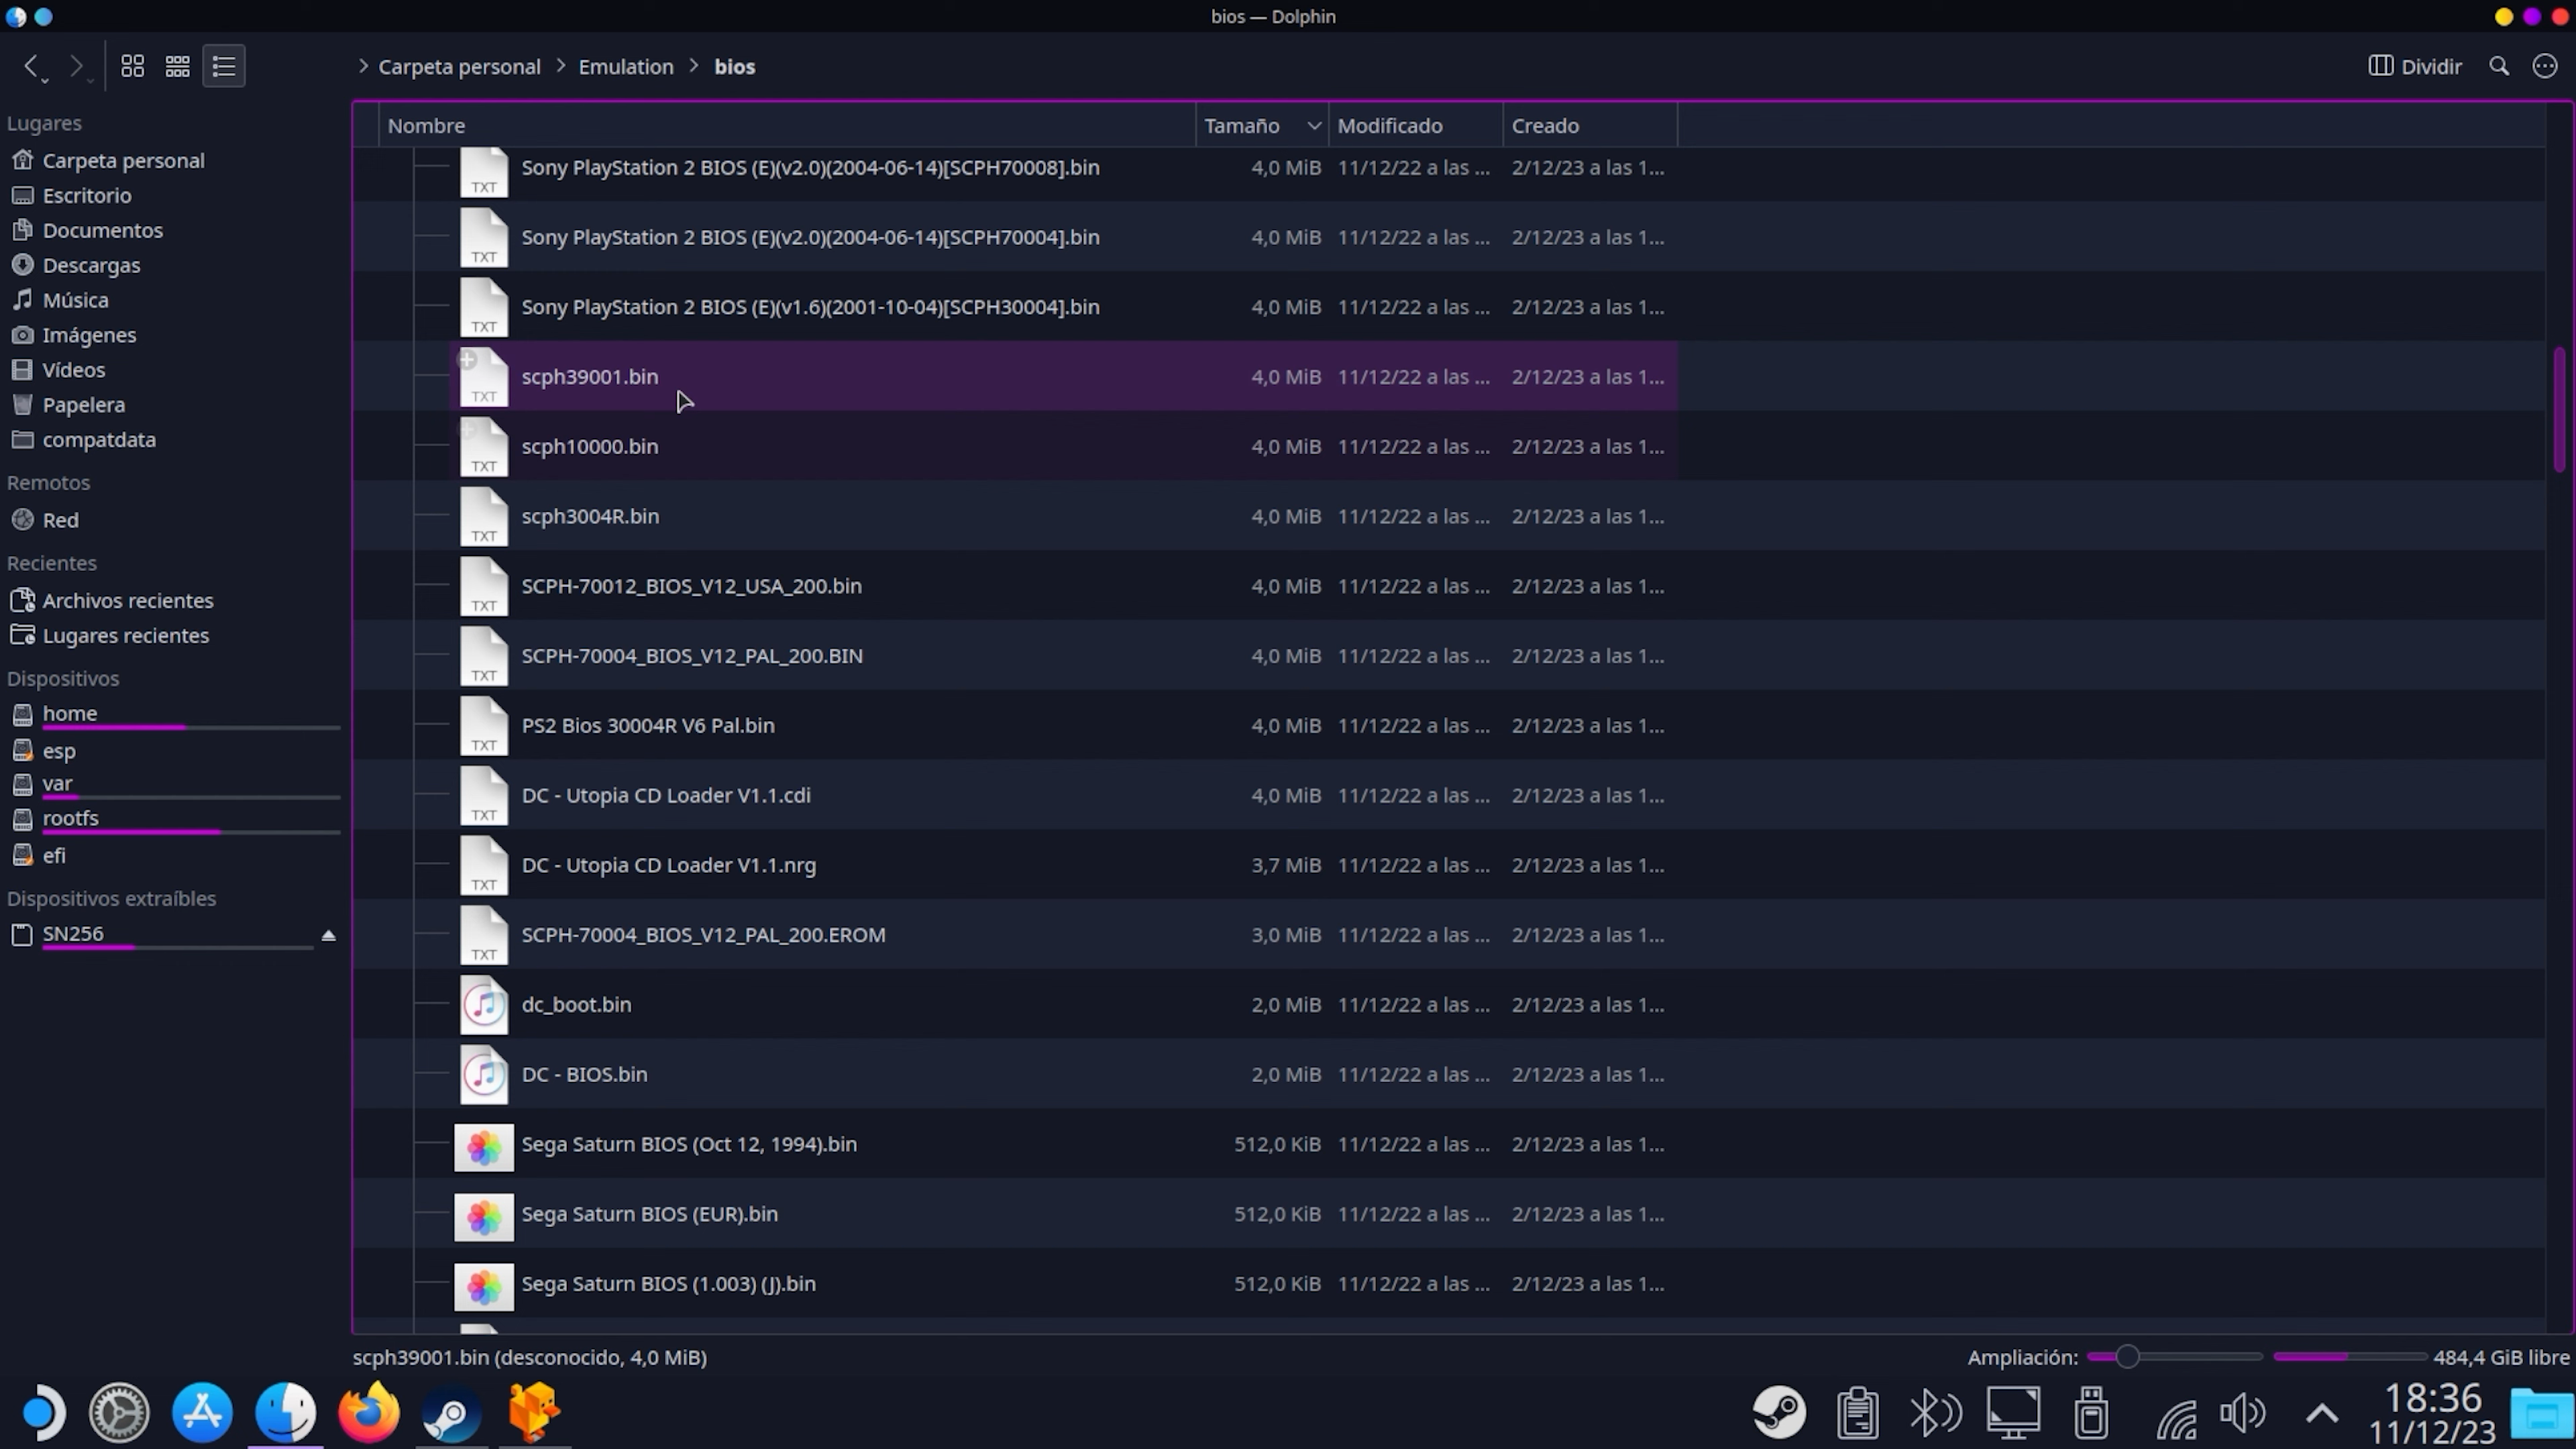 bios — Dolphin
Carpeta personal
Emulation
bios
Dividir
Lugares
Carpeta personal
Escritorio
Documentos
Descargas
Música
Imágenes
Vídeos
Papelera
compatdata
Remotos
Red
Recientes
Archivos recientes
Lugares recientes
Dispositivos
home
esp
var
rootfs
efi
Dispositivos extraíbles
SN256
Nombre Tamaño Modificado Creado
Sony PlayStation 2 BIOS (E)(v2.0)(2004-06-14)[SCPH70008].bin 4,0 MiB 11/12/22 a las ... 2/12/23 a las 1...
TXT
Sony PlayStation 2 BIOS (E)(v2.0)(2004-06-14)[SCPH70004].bin 4,0 MiB 11/12/22 a las ... 2/12/23 a las 1...
TXT
Sony PlayStation 2 BIOS (E)(v1.6)(2001-10-04)[SCPH30004].bin 4,0 MiB 11/12/22 a las ... 2/12/23 a las 1...
TXT
scph39001.bin 4,0 MiB 11/12/22 a las ... 2/12/23 a las 1...
TXT
scph10000.bin 4,0 MiB 11/12/22 a las ... 2/12/23 a las 1...
TXT
scph3004R.bin 4,0 MiB 11/12/22 a las ... 2/12/23 a las 1...
TXT
SCPH-70012_BIOS_V12_USA_200.bin 4,0 MiB 11/12/22 a las ... 2/12/23 a las 1...
TXT
SCPH-70004_BIOS_V12_PAL_200.BIN 4,0 MiB 11/12/22 a las ... 2/12/23 a las 1...
TXT
PS2 Bios 30004R V6 Pal.bin 4,0 MiB 11/12/22 a las ... 2/12/23 a las 1...
TXT
DC - Utopia CD Loader V1.1.cdi 4,0 MiB 11/12/22 a las ... 2/12/23 a las 1...
TXT
DC - Utopia CD Loader V1.1.nrg 3,7 MiB 11/12/22 a las ... 2/12/23 a las 1...
TXT
SCPH-70004_BIOS_V12_PAL_200.EROM 3,0 MiB 11/12/22 a las ... 2/12/23 a las 1...
TXT
dc_boot.bin 2,0 MiB 11/12/22 a las ... 2/12/23 a las 1...
DC - BIOS.bin 2,0 MiB 11/12/22 a las ... 2/12/23 a las 1...
Sega Saturn BIOS (Oct 12, 1994).bin 512,0 KiB 11/12/22 a las ... 2/12/23 a las 1...
Sega Saturn BIOS (EUR).bin 512,0 KiB 11/12/22 a las ... 2/12/23 a las 1...
Sega Saturn BIOS (1.003) (J).bin 512,0 KiB 11/12/22 a las ... 2/12/23 a las 1...
scph39001.bin (desconocido, 4,0 MiB)
Ampliación:
484,4 GiB libre
18:36
11/12/23